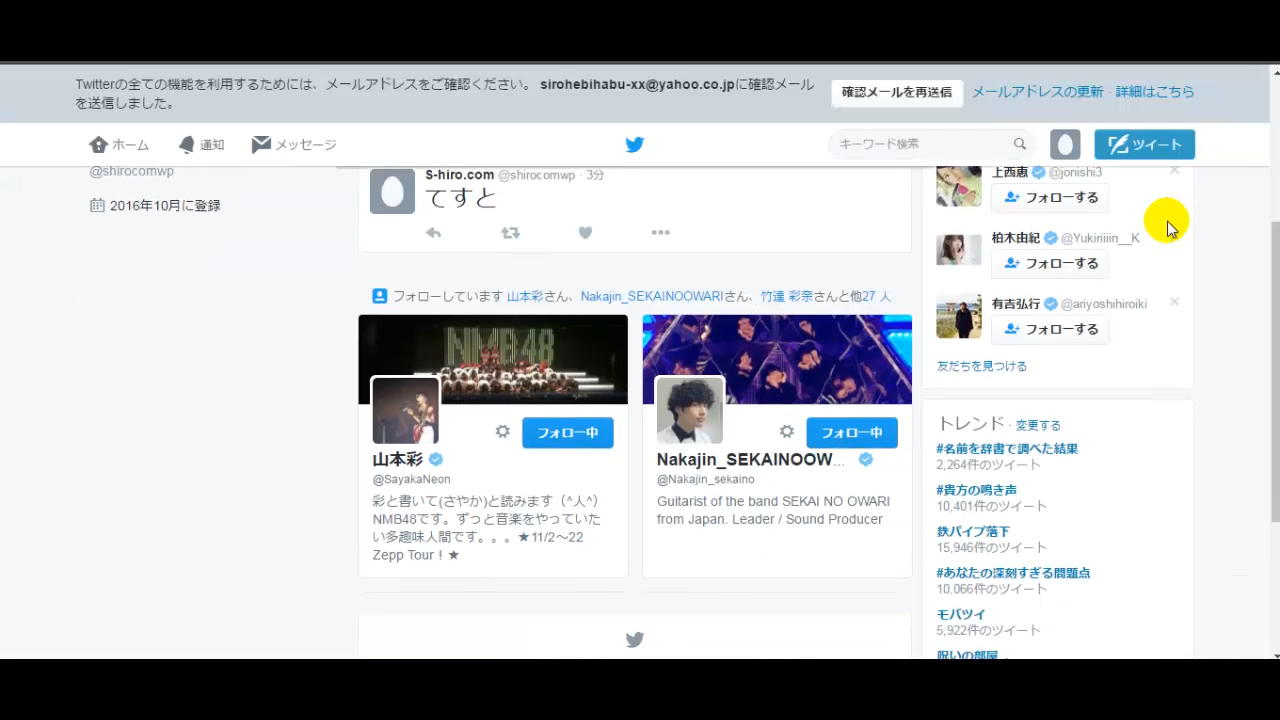 Twitterの全ての機能を利用するためには、メールアドレスをご確認ください。 sirohebihabu-xx@yahoo.co.jpに確認メール
を送信しました。
確認メールを再送信
メールアドレスの更新 · 詳細はこちら
ホーム
通知
メッセージ
キーワード検索
ツイート
@shirocomwp
2016年10月に登録
S-hiro.com @shirocomwp · 3分
てすと
フォローしています 山本彩さん、Nakajin_SEKAINOOWARIさん、竹達 彩奈さんと他27 人
NMB48
フォロー中
山本彩
@SayakaNeon
彩と書いて(さやか)と読みます（^人^）
NMB48です。ずっと音楽をやっていた
い多趣味人間です。。。★11/2〜22
Zepp Tour！★
フォロー中
Nakajin_SEKAINOOW...
@Nakajin_sekaino
Guitarist of the band SEKAI NO OWARI
from Japan. Leader / Sound Producer
上西恵 @jonishi3
フォローする
柏木由紀 @Yukiriiiin__K
フォローする
有吉弘行 @ariyoshihiroiki
フォローする
友だちを見つける
トレンド · 変更する
#名前を辞書で調べた結果
2,264件のツイート
#貴方の鳴き声
10,401件のツイート
鉄パイプ落下
15,946件のツイート
#あなたの深刻すぎる問題点
10,066件のツイート
モバツイ
5,922件のツイート
呪いの部屋